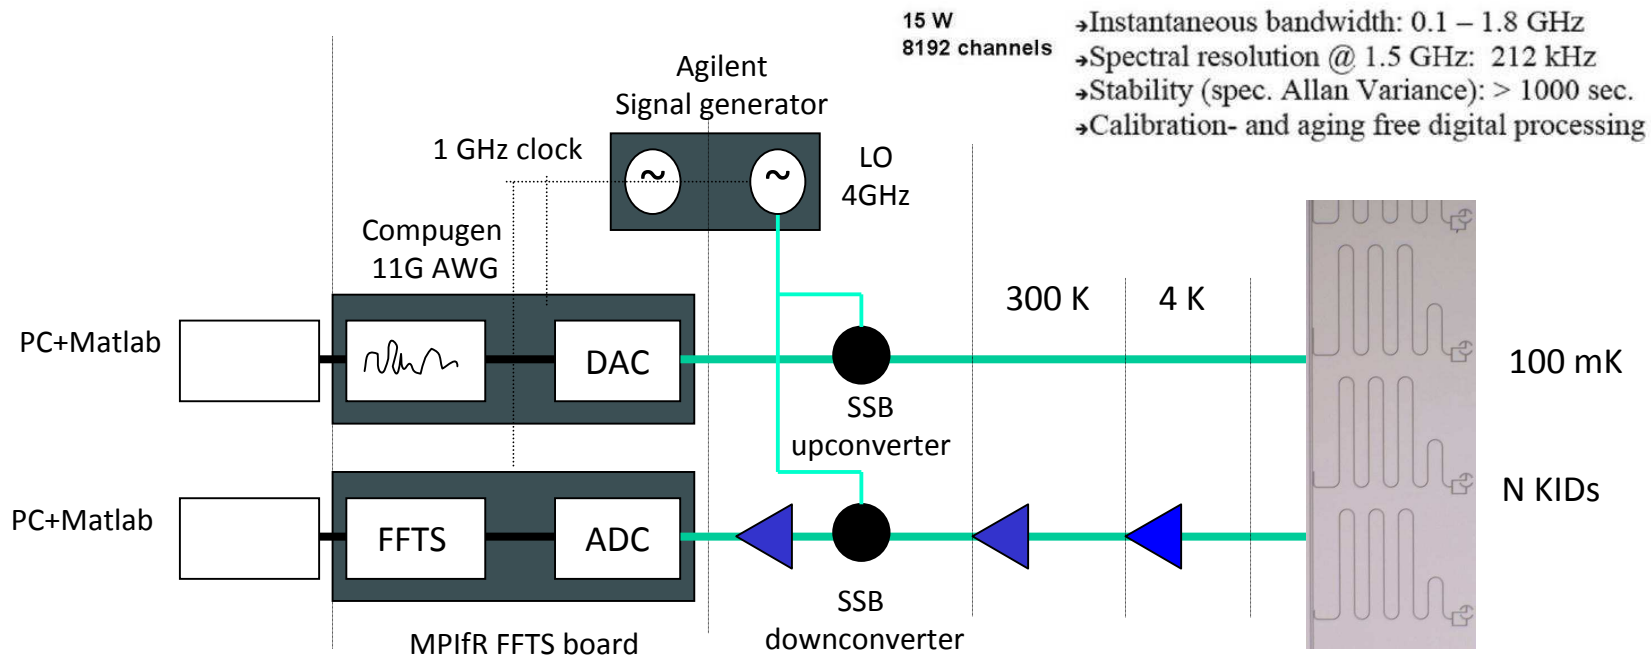 15 W
8192 channels
➔Instantaneous bandwidth: 0.1 – 1.8 GHz
➔Spectral resolution @ 1.5 GHz: 212 kHz
➔Stability (spec. Allan Variance): > 1000 sec.
➔Calibration- and aging free digital processing
Agilent
Signal generator
1 GHz clock
~
~
LO
4GHz
Compugen
11G AWG
300 K
4 K
PC+Matlab
DAC
100 mK
SSB
upconverter
N KIDs
PC+Matlab
FFTS
ADC
SSB
downconverter
MPIfR FFTS board